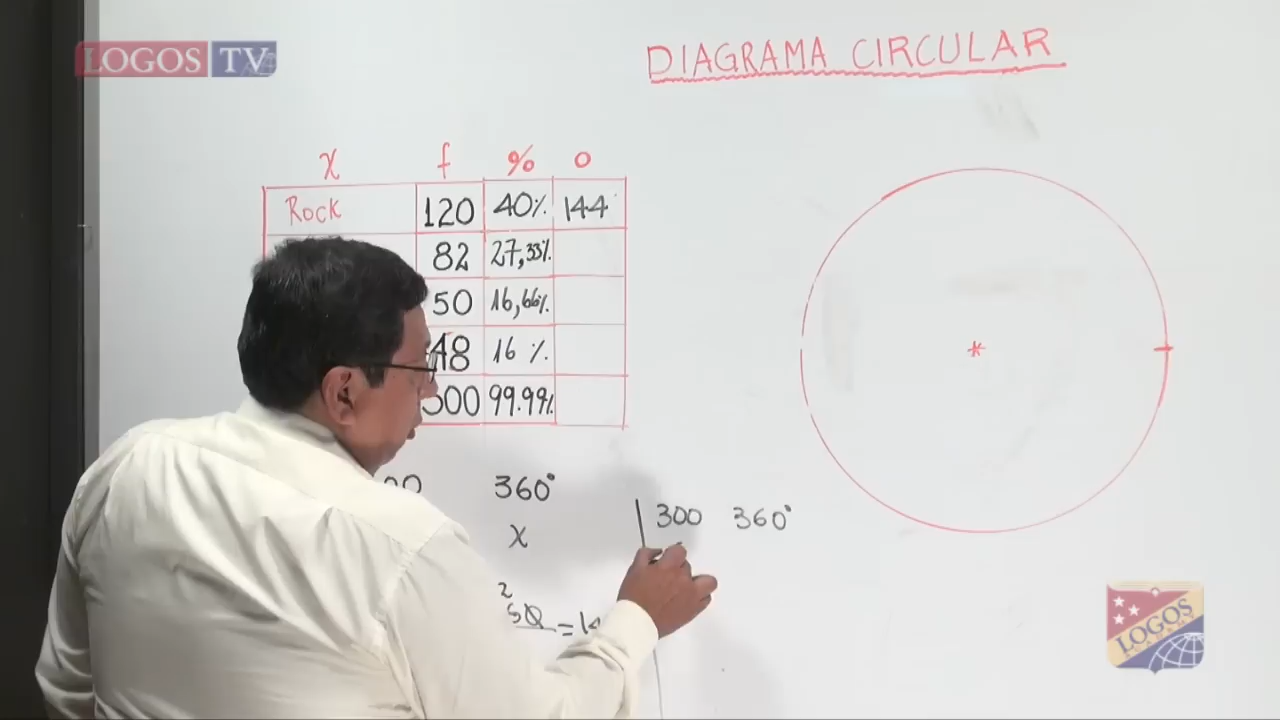 LOGOS TV
DIAGRAMA CIRCULAR
x f % o
Rock 120 40% 144
82 27,33%
50 16,66%
48 16 %
300 99.99%
360°
x
300 360°
LOGOS
ACADEMY